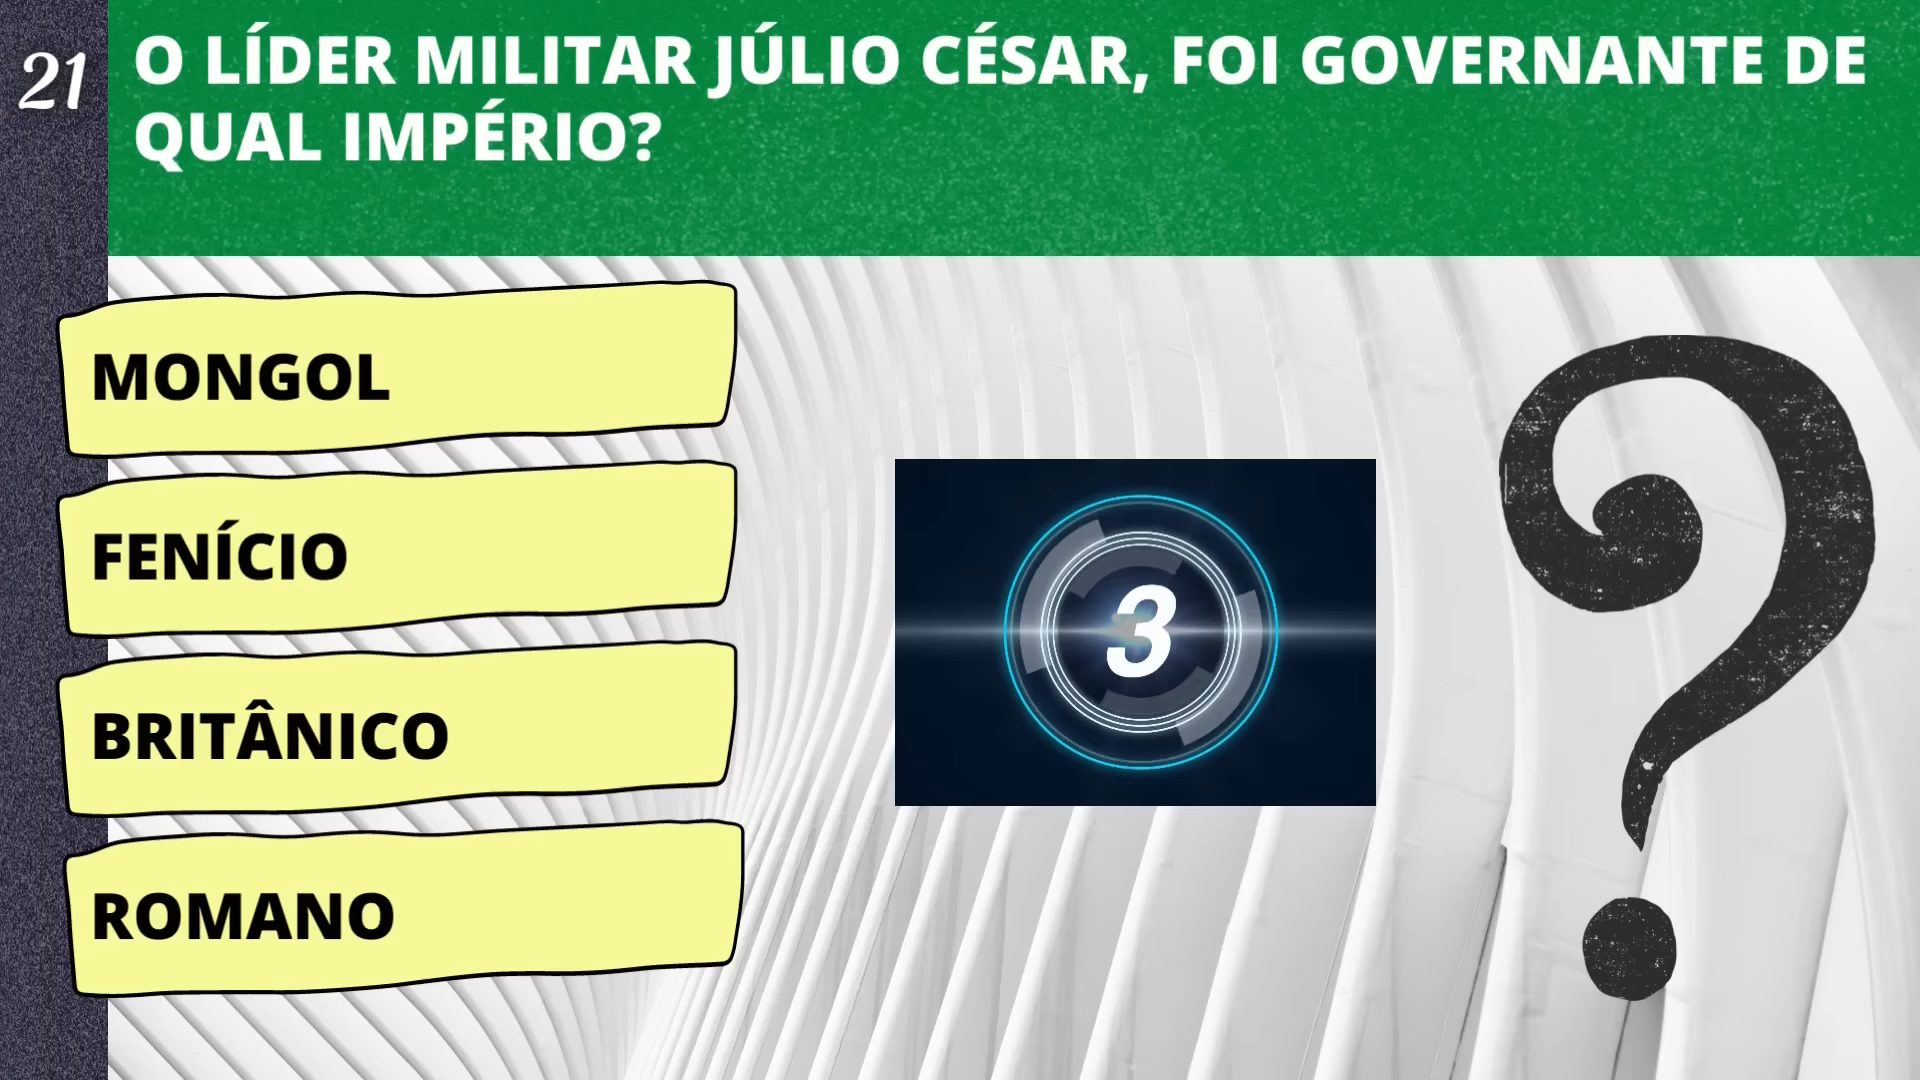 21
O LÍDER MILITAR JÚLIO CÉSAR, FOI GOVERNANTE DE
QUAL IMPÉRIO?
MONGOL
FENÍCIO
BRITÂNICO
ROMANO
3
?